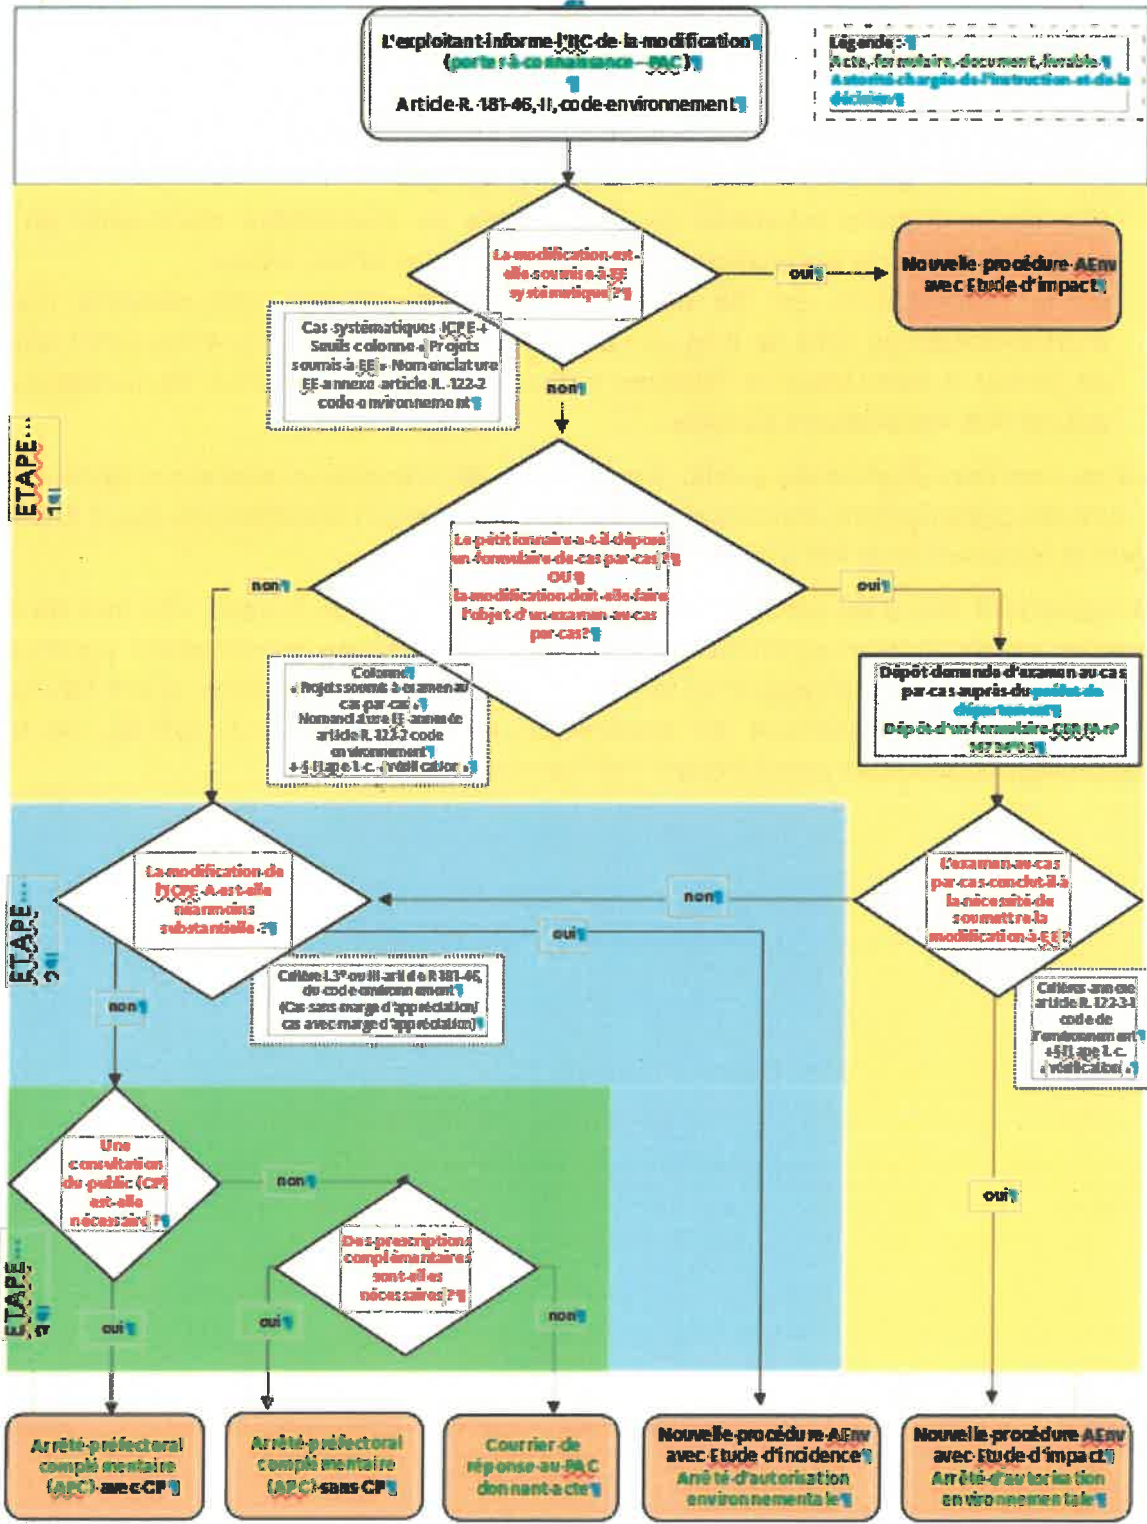 L'exploitant informe l'IIC de la modification
(porter à connaissance - PAC)
Article R. 181-46, II, code environnement
Légende :
Acte, formulaire, document, livrable
Autorité chargée de l'instruction et de la
décision
La modification est-
elle soumise à EE
systématique ?
oui
Nouvelle procédure AEnv
avec Etude d'impact
Cas systématiques ICPE +
Seuils colonne « Projets
soumis à EE » Nomenclature
EE annexe article R. 122-2
code environnement
non
ETAPE...
Le pétitionnaire a-t-il déposé
un formulaire de cas par cas ?
OU
la modification doit elle faire
l'objet d'un examen au cas
par cas?
non
oui
Colonne
« Projets soumis à examen au
cas par cas »
Nomenclature EE annexe
article R. 122-2 code
environnement
+ § Etape 1. c. « vérification »
Dépôt demande d'examen au cas
par cas auprès du préfet de
département
Dépôt d'un formulaire CERFA n°
La modification de
l'ICPE A est-elle
néanmoins
substantielle ?
non
L'examen au cas
par cas conclut il à
la nécessité de
soumettre la
modification à EE?
oui
ETAPE...
Critère I.3° ou III article R 181-46,
du code environnement
(Cas sans marge d'appréciation/
cas avec marge d'appréciation)
non
Critères annexe
article R. 122-3-1
code de
l'environnement
+ § Etape 1. c.
« vérification »
Une
consultation
du public (CP)
est-elle
nécessaire ?
non
oui
Des prescriptions
complémentaires
sont-elles
nécessaires ?
ETAPE...
oui
oui
non
Arrêté préfectoral
complémentaire
(APC) avec CP
Arrêté préfectoral
complémentaire
(APC) sans CP
Courrier de
réponse au PAC
donnant acte
Nouvelle procédure AEnv
avec Etude d'incidence
Arrêté d'autorisation
environnementale
Nouvelle procédure AEnv
avec Etude d'impact
Arrêté d'autorisation
environnementale